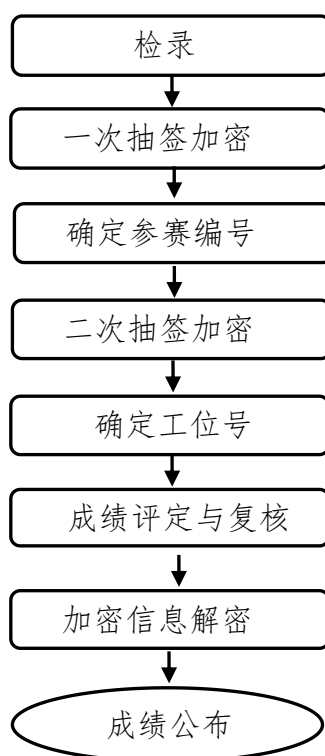 检录
一次抽签加密
确定参赛编号
二次抽签加密
确定工位号
成绩评定与复核
加密信息解密
成绩公布